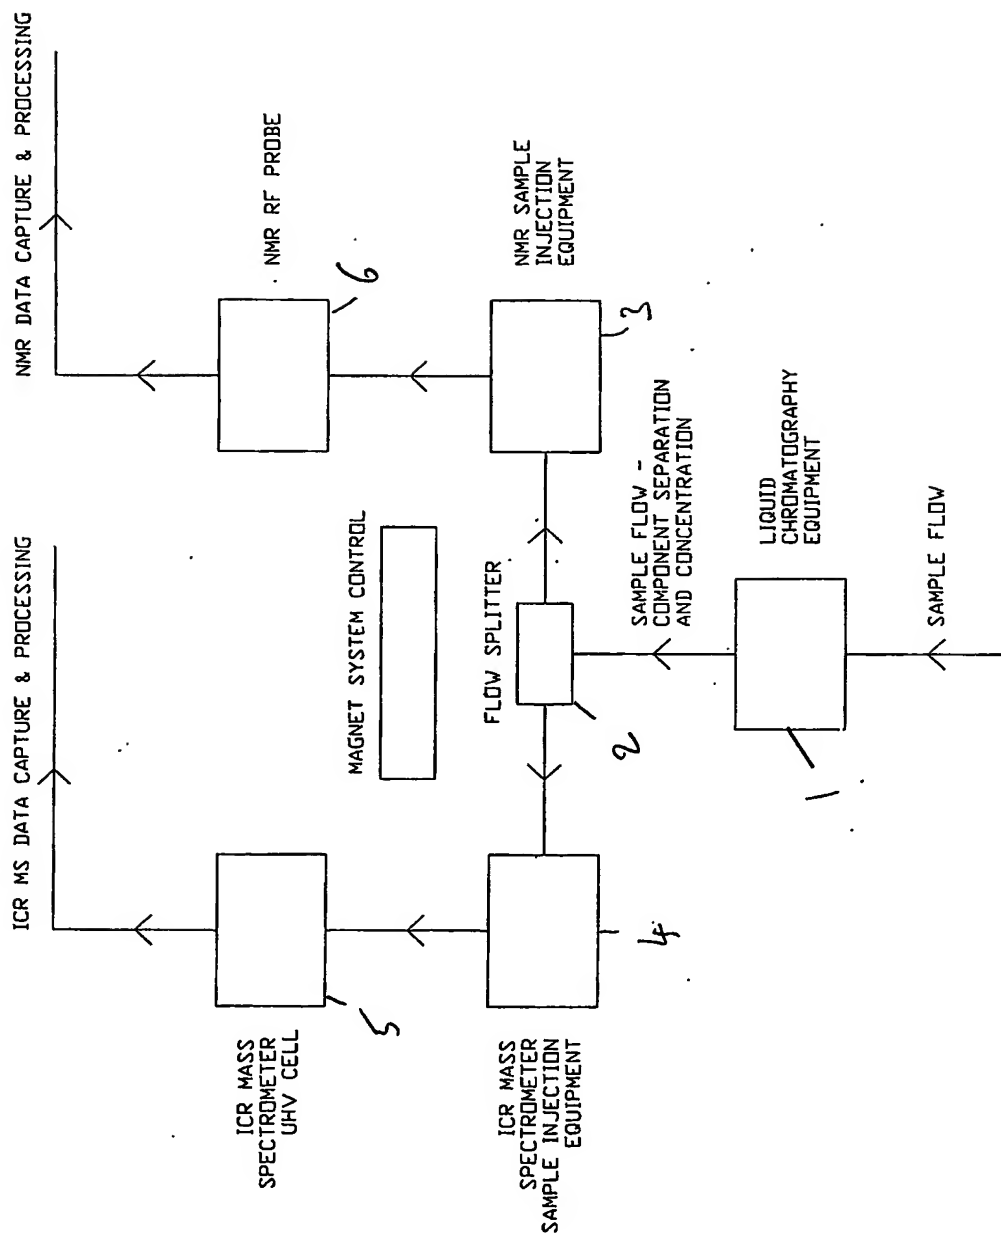 NMR DATA CAPTURE & PROCESSING
ICR MS DATA CAPTURE & PROCESSING
NMR RF PROBE
6
ICR MASS
SPECTROMETER
UHV CELL
5
MAGNET SYSTEM CONTROL
NMR SAMPLE
INJECTION
EQUIPMENT
3
FLOW SPLITTER
2
ICR MASS
SPECTROMETER
SAMPLE INJECTION
EQUIPMENT
4
SAMPLE FLOW -
COMPONENT SEPARATION
AND CONCENTRATION
LIQUID
CHROMATOGRAPHY
EQUIPMENT
1
SAMPLE FLOW